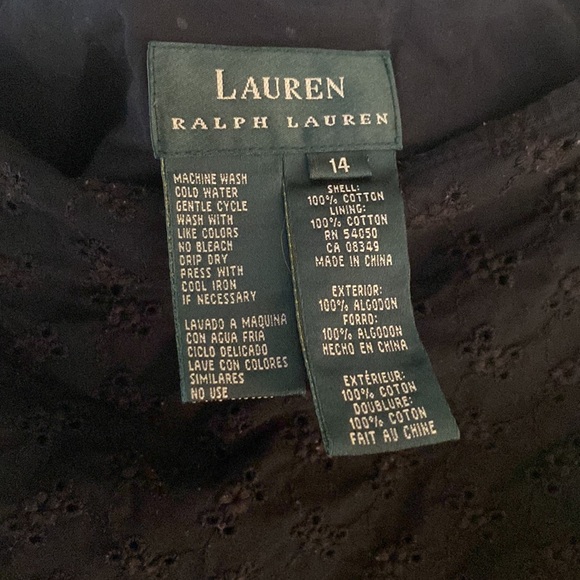 LAUREN
RALPH LAUREN
14
MACHINE WASH
COLD WATER
GENTLE CYCLE
WASH WITH
LIKE COLORS
NO BLEACH
DRIP DRY
PRESS WITH
COOL IRON
IF NECESSARY
LAVADO A MAQUINA
CON AGUA FRIA
CICLO DELICADO
LAVE CON COLORES
SIMILARES
NO USE
SHELL:
100% COTTON
LINING:
100% COTTON
RN 54050
CA 08349
MADE IN CHINA
EXTERIOR:
100% ALGODON
FORRO:
100% ALGODON
HECHO EN CHINA
EXTÉRIEUR:
100% COTON
DOUBLURE:
100% COTON
FAIT AU CHINE